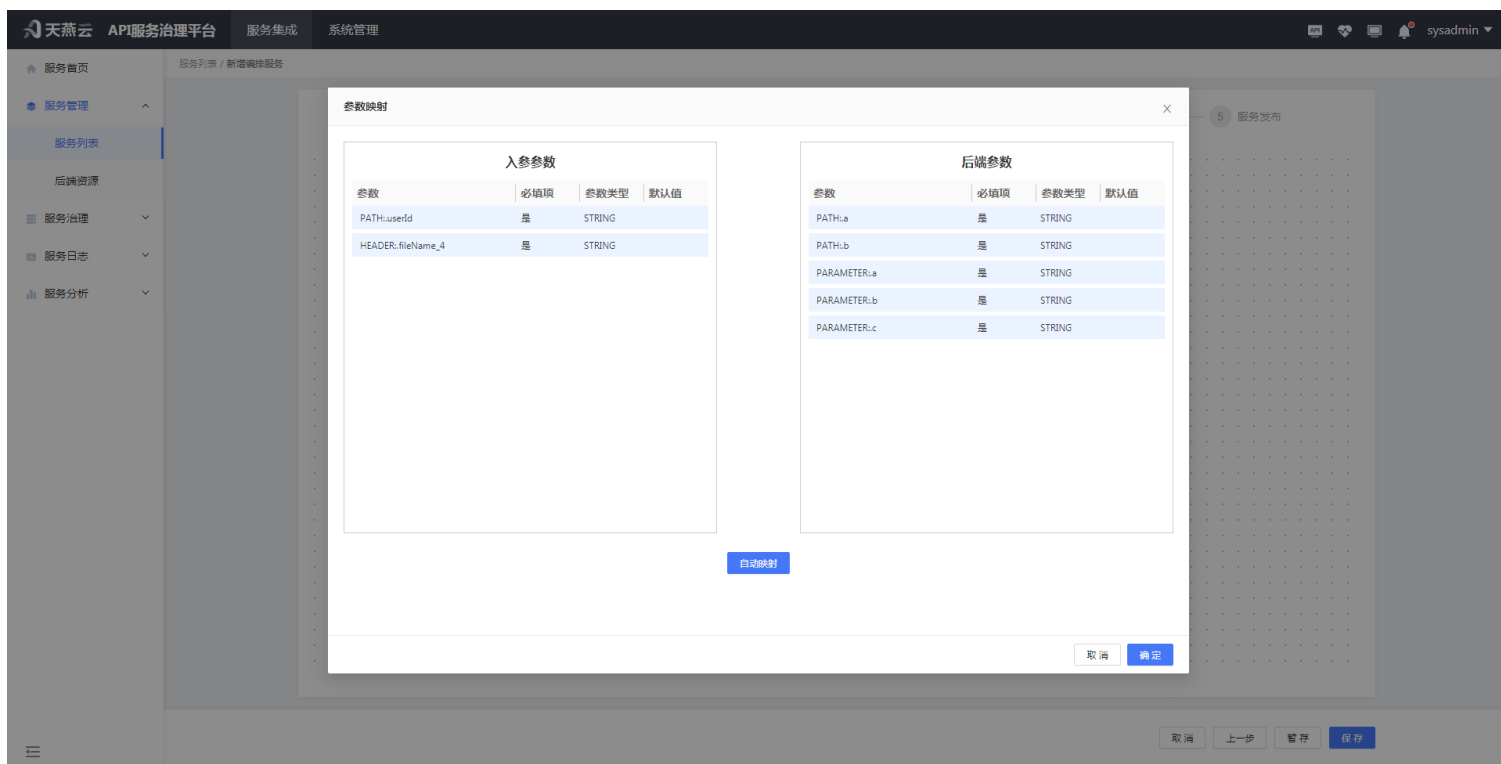 天燕云 API服务治理平台 服务集成 系统管理 sysadmin
服务首页
服务列表 / 新增编排服务
服务管理
服务列表
后端资源
服务治理
服务日志
服务分析
5 服务发布
参数映射
入参参数
参数 必填项 参数类型 默认值
PATH:.userId 是 STRING
HEADER:.fileName_4 是 STRING
后端参数
参数 必填项 参数类型 默认值
PATH:.a 是 STRING
PATH:.b 是 STRING
PARAMETER:.a 是 STRING
PARAMETER:.b 是 STRING
PARAMETER:.c 是 STRING
自动映射
取消 确定
取消 上一步 暂存 保存